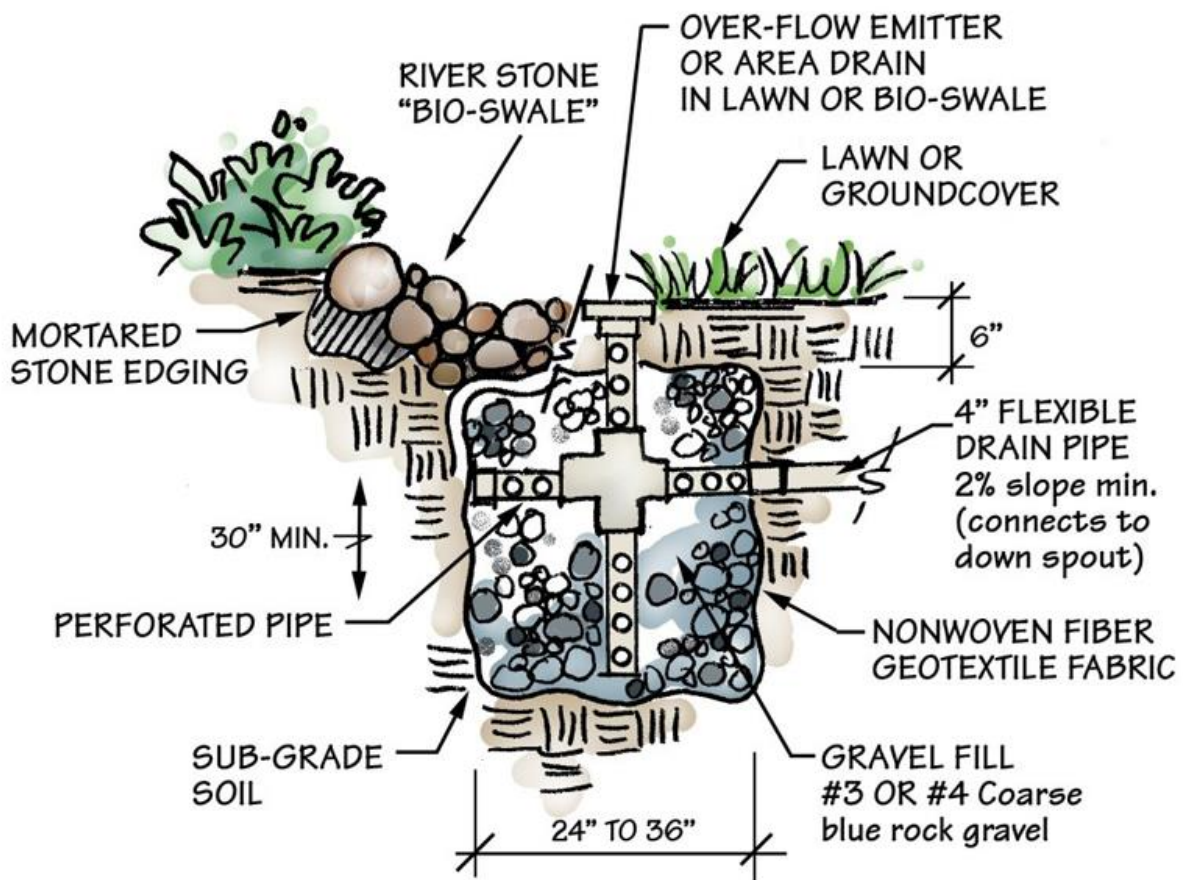 OVER-FLOW EMITTER
OR AREA DRAIN
IN LAWN OR BIO-SWALE
RIVER STONE
“BIO-SWALE”
LAWN OR
GROUNDCOVER
MORTARED
STONE EDGING
6”
4” FLEXIBLE
DRAIN PIPE
2% slope min.
(connects to
down spout)
30” MIN.
PERFORATED PIPE
NONWOVEN FIBER
GEOTEXTILE FABRIC
SUB-GRADE
SOIL
GRAVEL FILL
#3 OR #4 Coarse
blue rock gravel
24” TO 36”